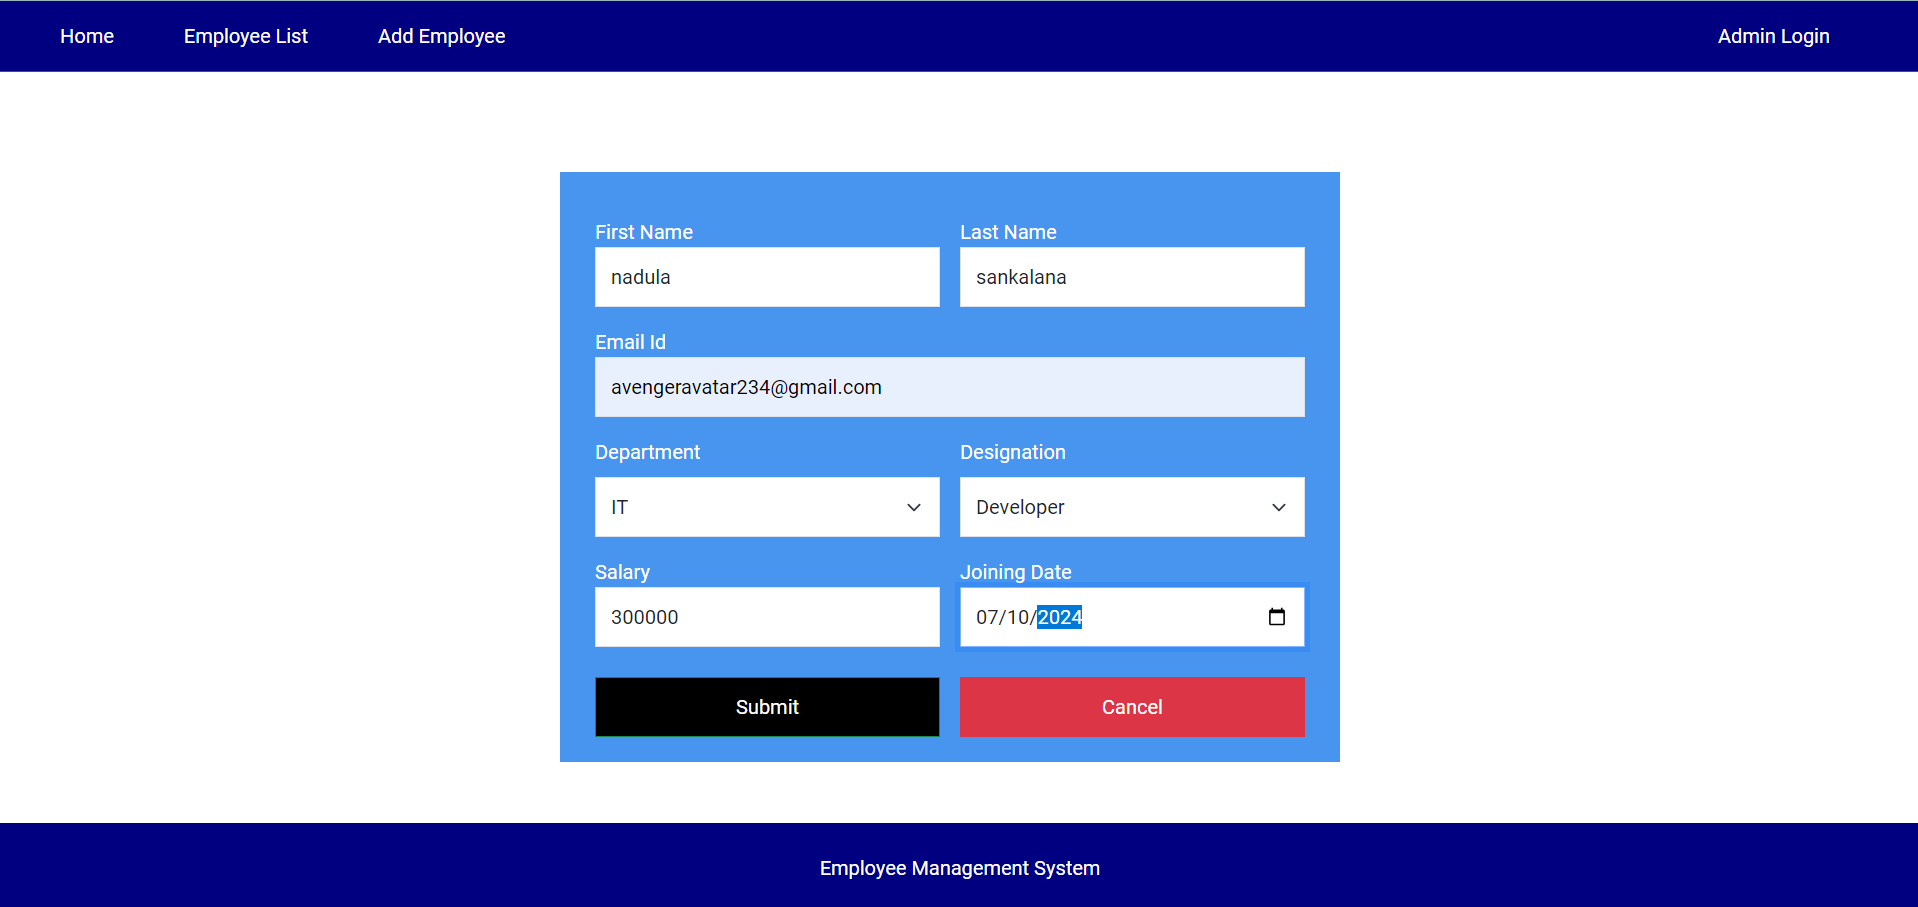 Home Employee List Add Employee Admin Login
First Name Last Name
nadula sankalana
Email Id
avengeravatar234@gmail.com
Department Designation
IT Developer
Salary Joining Date
300000 07/10/2024
Submit Cancel
Employee Management System